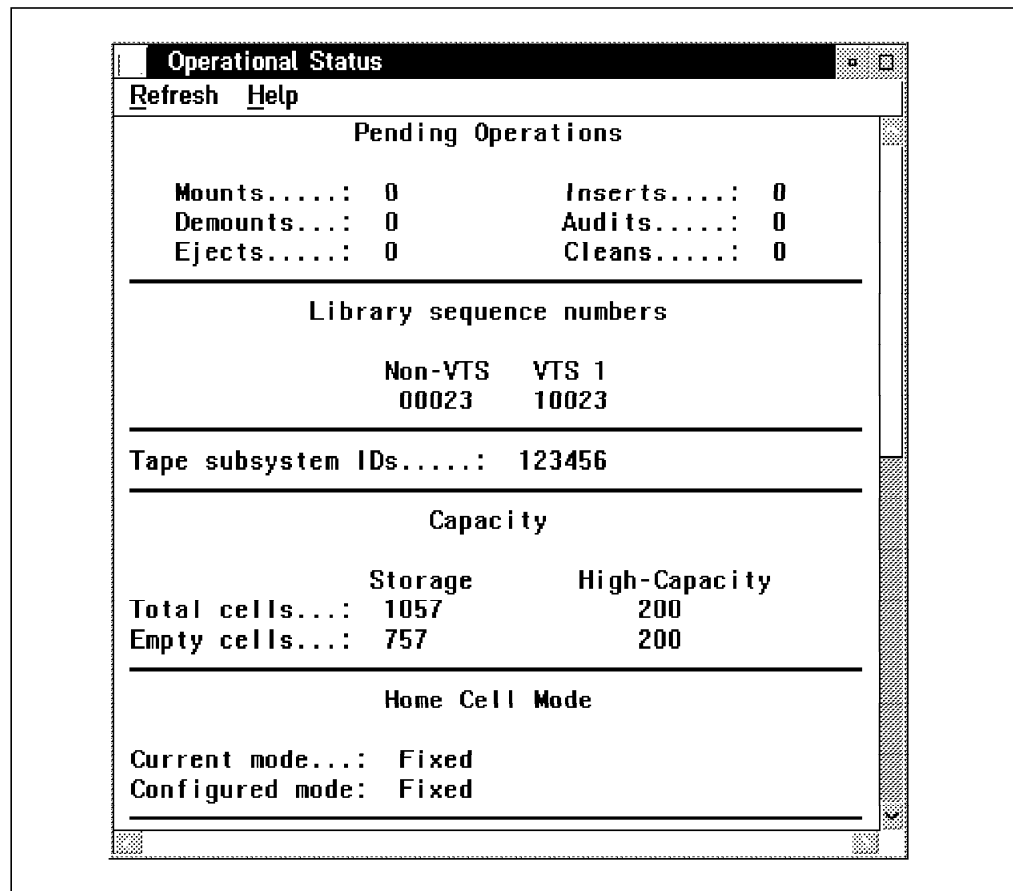 Operational Status
Refresh Help
Pending Operations
Mounts.....: 0 Inserts....: 0
Demounts...: 0 Audits.....: 0
Ejects.....: 0 Cleans.....: 0
Library sequence numbers
Non-VTS VTS 1
00023 10023
Tape subsystem IDs.....: 123456
Capacity
Storage High-Capacity
Total cells...: 1057 200
Empty cells...: 757 200
Home Cell Mode
Current mode...: Fixed
Configured mode: Fixed